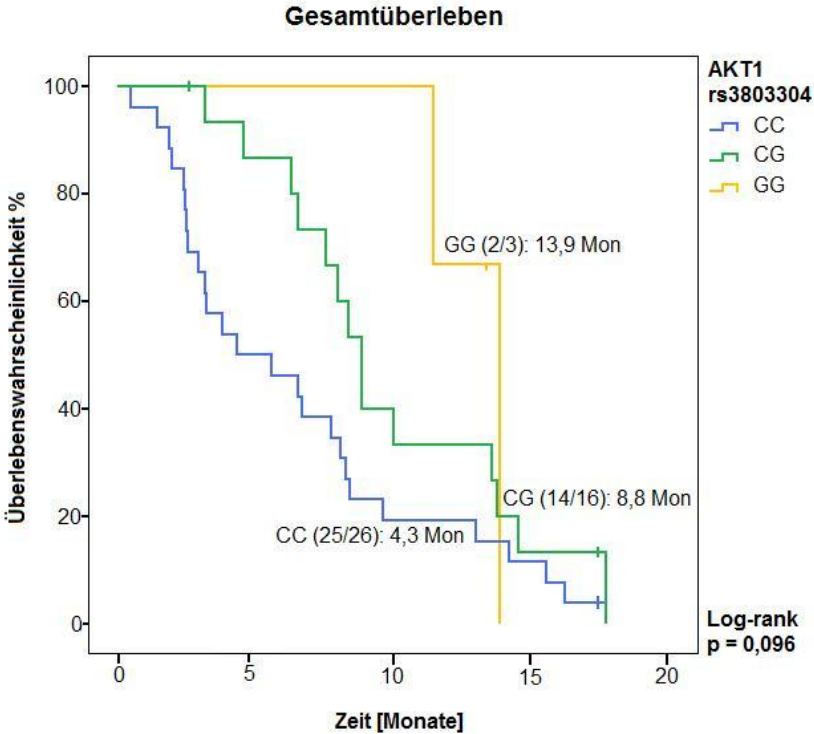 Gesamtüberleben
AKT1
rs3803304
CC
CG
GG
Überlebenswahrscheinlichkeit %
100
80
60
40
20
0
GG (2/3): 13,9 Mon
CG (14/16): 8,8 Mon
CC (25/26): 4,3 Mon
Log-rank
p = 0,096
0 5 10 15 20
Zeit [Monate]